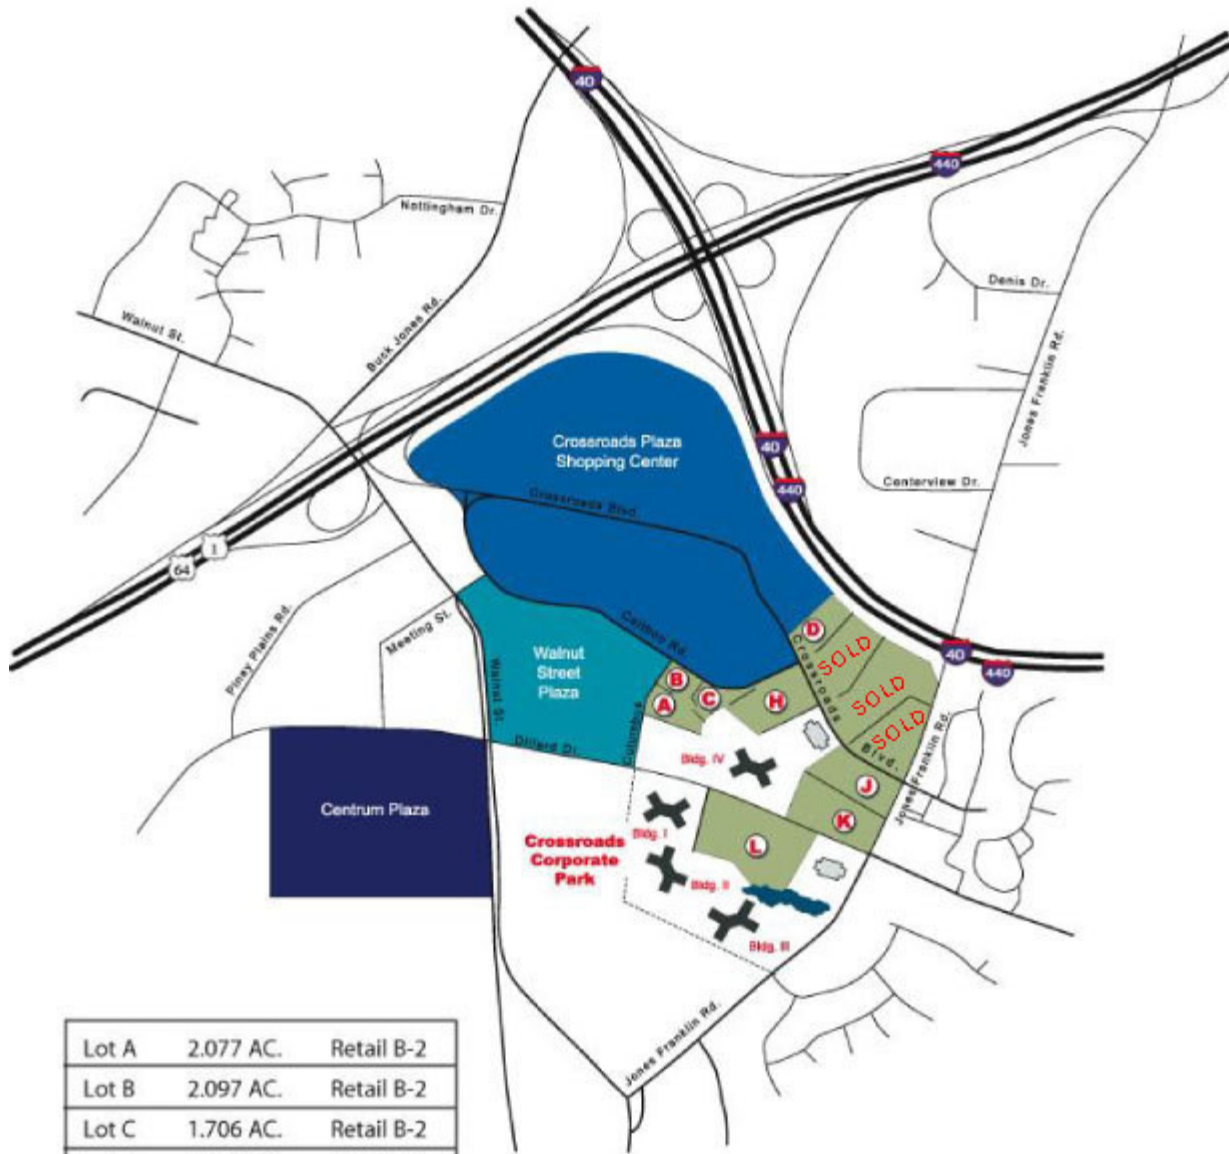 40
440
Nottingham Dr.
Denis Dr.
Walnut St.
Buck Jones Rd.
Jones Franklin Rd.
Crossroads Plaza
Shopping Center
40
440
Centerview Dr.
Crossroads Blvd.
1
64
Piney Plains Rd.
Meeting St.
Walnut St.
Walnut
Street
Plaza
Rd.
D
Crossroads
Blvd.
SOLD
SOLD
SOLD
40
440
B
A
C
H
Columbus
Dillard Dr.
Bldg. IV
Jones Franklin Rd.
J
K
L
Centrum Plaza
Crossroads
Corporate
Park
Bldg. I
Bldg. II
Bldg. III
Jones Franklin Rd.
Lot A 2.077 AC. Retail B-2
Lot B 2.097 AC. Retail B-2
Lot C 1.706 AC. Retail B-2